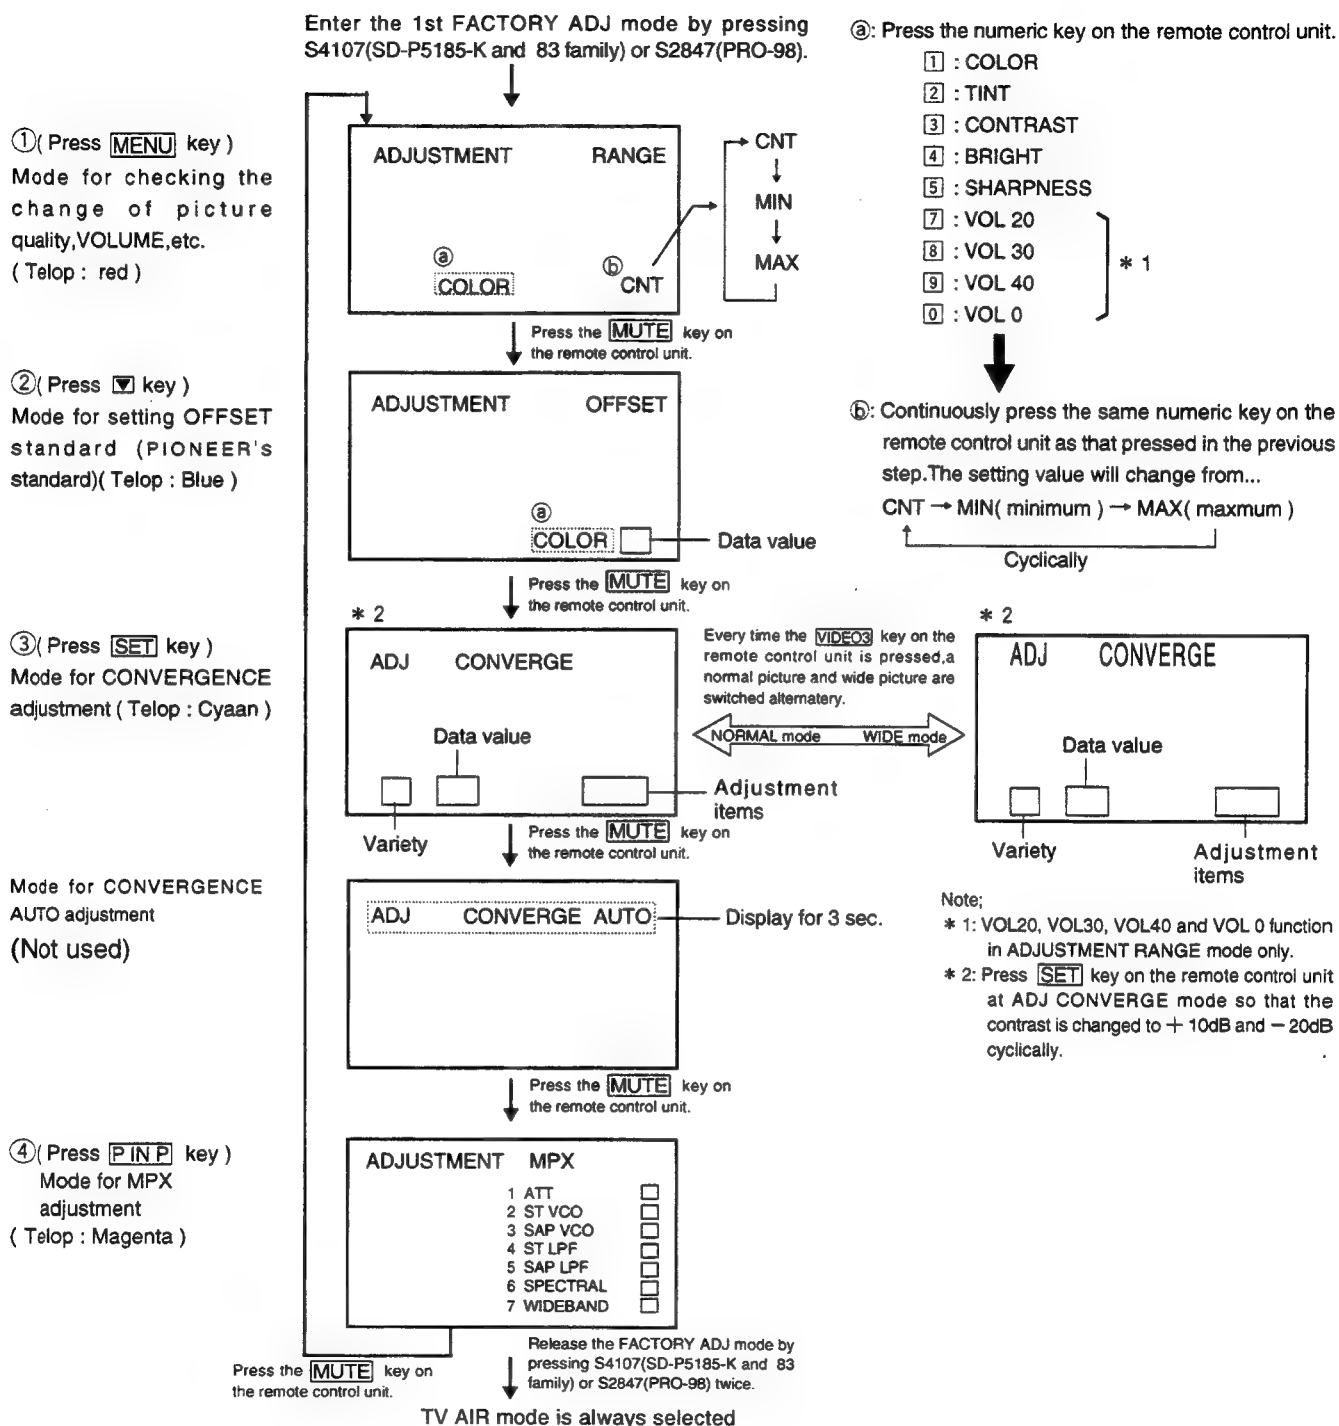 Enter the 1st FACTORY ADJ mode by pressing
S4107(SD-P5185-K and 83 family) or S2847(PRO-98).
①( Press MENU key )
Mode for checking the
change of picture
quality,VOLUME,etc.
( Telop : red )
ADJUSTMENT RANGE
ⓐ
COLOR
ⓑ
CNT
CNT
MIN
MAX
Press the MUTE key on
the remote control unit.
②( Press ▼ key )
Mode for setting OFFSET
standard (PIONEER's
standard)( Telop : Blue )
ADJUSTMENT OFFSET
ⓐ
COLOR
Data value
Press the MUTE key on
the remote control unit.
③( Press SET key )
Mode for CONVERGENCE
adjustment ( Telop : Cyaan )
* 2
ADJ CONVERGE
Data value
Variety
Adjustment
items
Every time the VIDEO3 key on the
remote control unit is pressed,a
normal picture and wide picture are
switched alternatery.
NORMAL mode WIDE mode
* 2
ADJ CONVERGE
Data value
Variety
Adjustment
items
Press the MUTE key on
the remote control unit.
Mode for CONVERGENCE
AUTO adjustment
(Not used)
ADJ CONVERGE AUTO
Display for 3 sec.
Press the MUTE key on
the remote control unit.
④( Press P IN P key )
Mode for MPX
adjustment
( Telop : Magenta )
ADJUSTMENT MPX
1 ATT
2 ST VCO
3 SAP VCO
4 ST LPF
5 SAP LPF
6 SPECTRAL
7 WIDEBAND
Press the MUTE key on
the remote control unit.
Release the FACTORY ADJ mode by
pressing S4107(SD-P5185-K and 83
family) or S2847(PRO-98) twice.
TV AIR mode is always selected
ⓐ: Press the numeric key on the remote control unit.
1 : COLOR
2 : TINT
3 : CONTRAST
4 : BRIGHT
5 : SHARPNESS
7 : VOL 20
8 : VOL 30
9 : VOL 40
0 : VOL 0
* 1
ⓑ: Continuously press the same numeric key on the
remote control unit as that pressed in the previous
step.The setting value will change from...
CNT → MIN( minimum ) → MAX( maxmum )
Cyclically
Note;
* 1: VOL20, VOL30, VOL40 and VOL 0 function
in ADJUSTMENT RANGE mode only.
* 2: Press SET key on the remote control unit
at ADJ CONVERGE mode so that the
contrast is changed to + 10dB and − 20dB
cyclically.